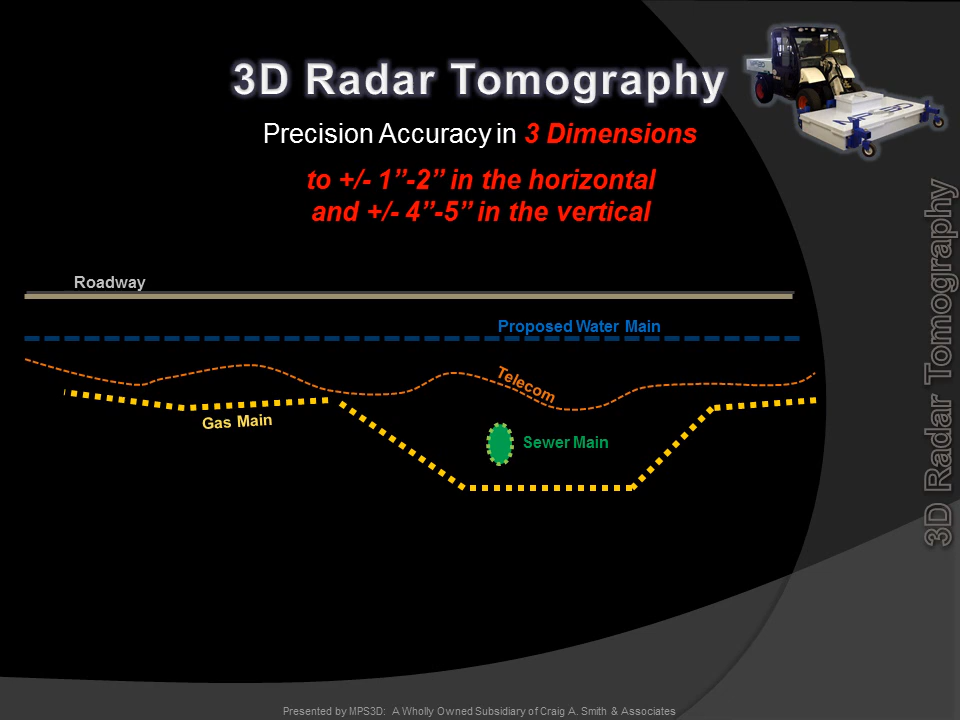 3D Radar Tomography
Precision Accuracy in 3 Dimensions
to +/- 1”-2” in the horizontal
and +/- 4”-5” in the vertical
MPS3D
3D Radar Tomography
Roadway
Proposed Water Main
Telecom
Gas Main
Sewer Main
Presented by MPS3D: A Wholly Owned Subsidiary of Craig A. Smith & Associates